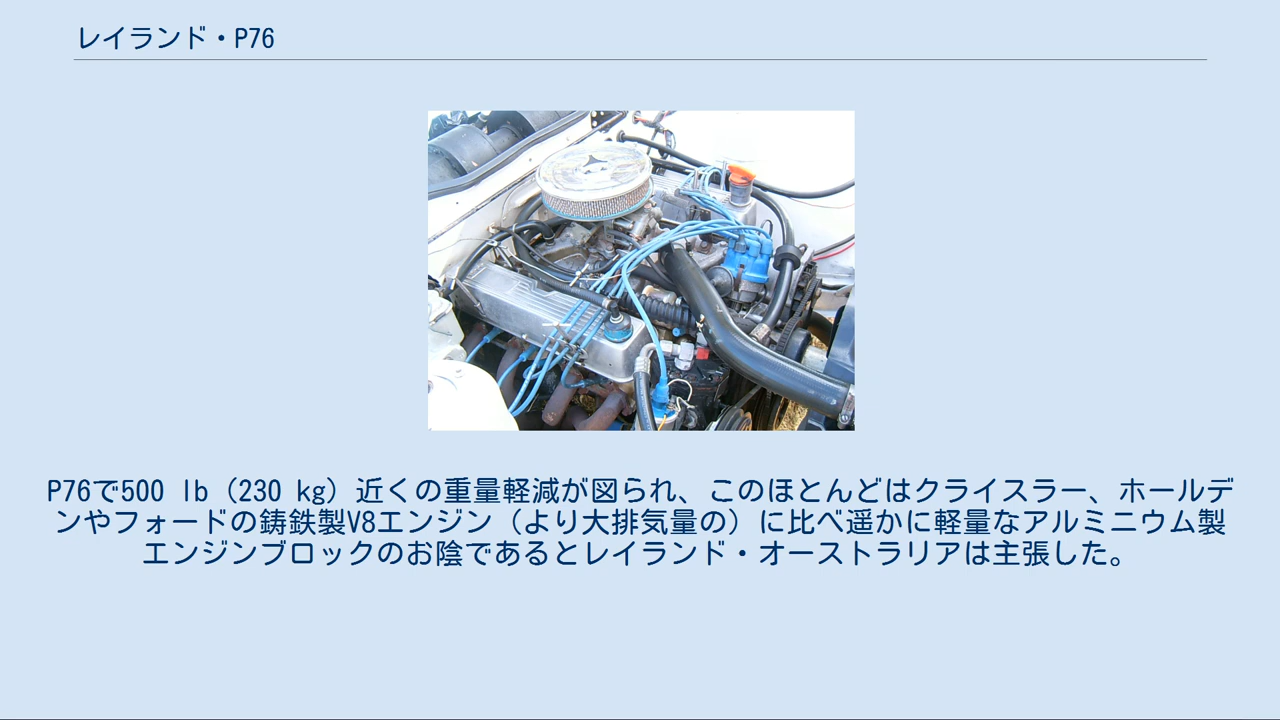 レイランド・P76
P76で500 lb（230 kg）近くの重量軽減が図られ、このほとんどはクライスラー、ホールデ
ンやフォードの鋳鉄製V8エンジン（より大排気量の）に比べ遥かに軽量なアルミニウム製
エンジンブロックのお陰であるとレイランド・オーストラリアは主張した。